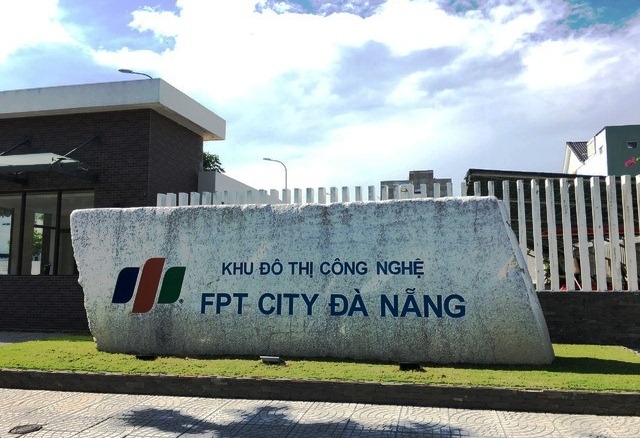 KHU ĐÔ THỊ CÔNG NGHỆ
FPT CITY ĐÀ NẴNG